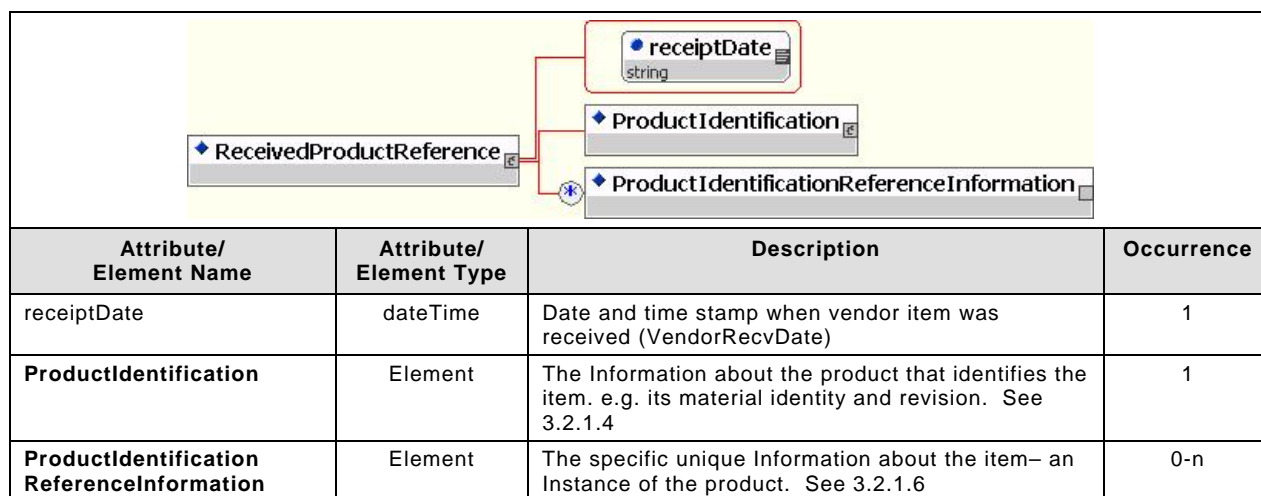 receiptDate
string
ProductIdentification
ReceivedProductReference
ProductIdentificationReferenceInformation
Attribute/ Attribute/ Description Occurrence
Element Name Element Type
receiptDate dateTime Date and time stamp when vendor item was 1
received (VendorRecvDate)
ProductIdentification Element The Information about the product that identifies the 1
item. e.g. its material identity and revision. See
3.2.1.4
ProductIdentification Element The specific unique Information about the item– an 0-n
ReferenceInformation Instance of the product. See 3.2.1.6